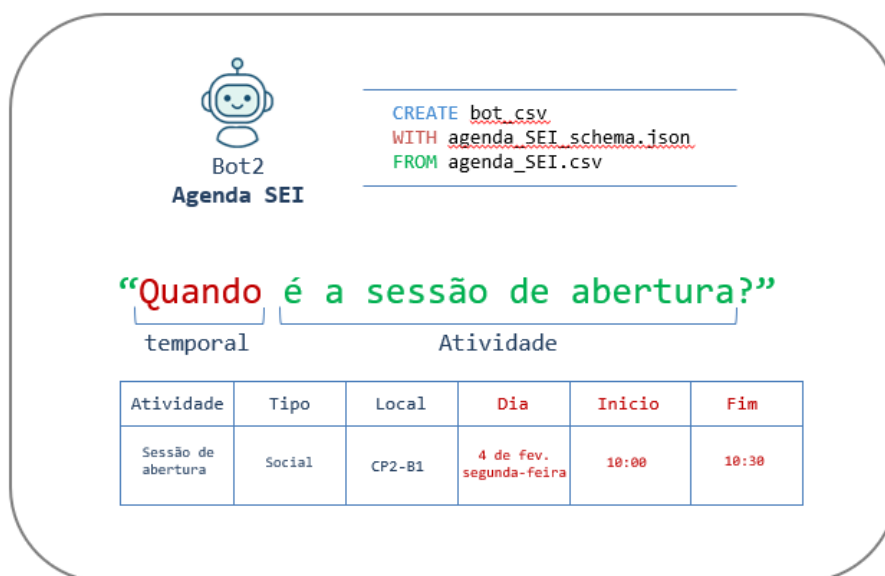 Bot2
Agenda SEI
CREATE bot_csv
WITH agenda_SEI_schema.json
FROM agenda_SEI.csv
“Quando é a sessão de abertura?”
temporal Atividade
Atividade Tipo Local Dia Inicio Fim
Sessão de abertura Social CP2-B1 4 de fev. segunda-feira 10:00 10:30